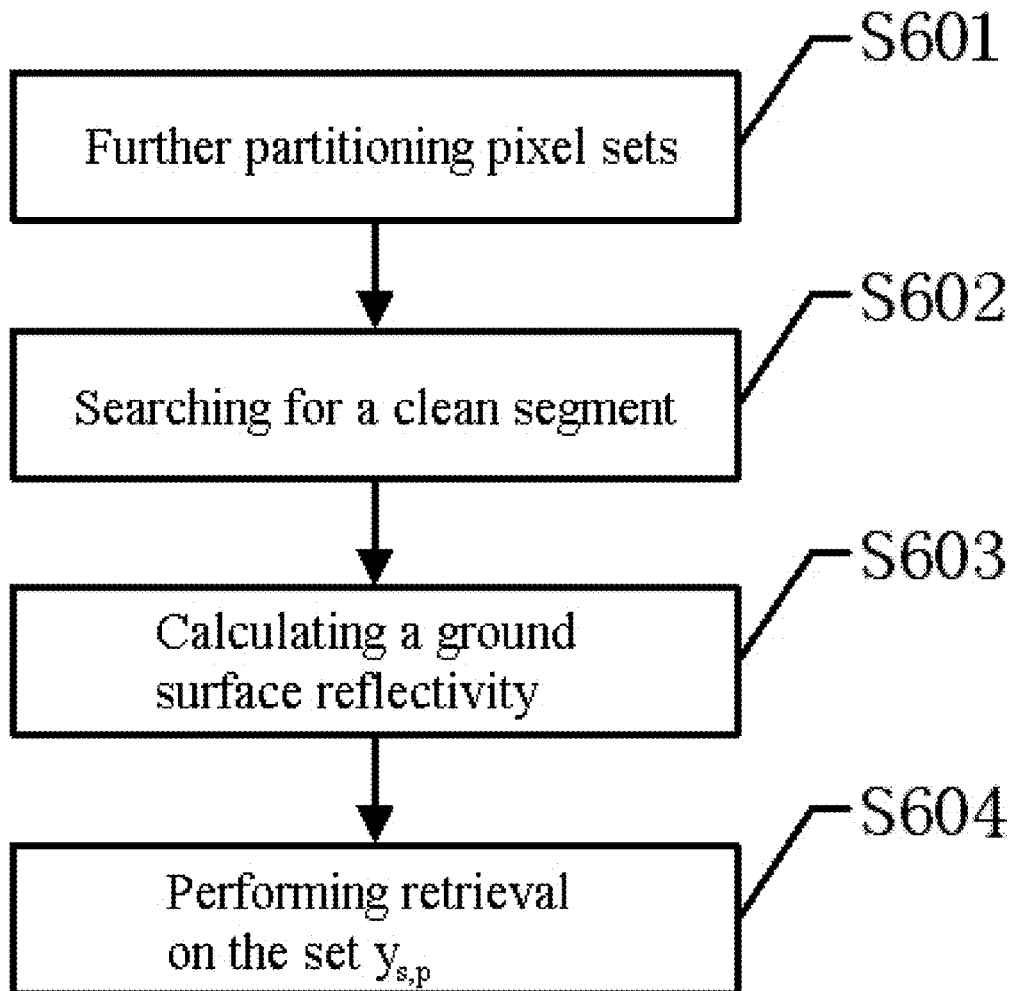 S601
Further partitioning pixel sets
S602
Searching for a clean segment
S603
Calculating a ground
surface reflectivity
S604
Performing retrieval
on the set y_{s,p}